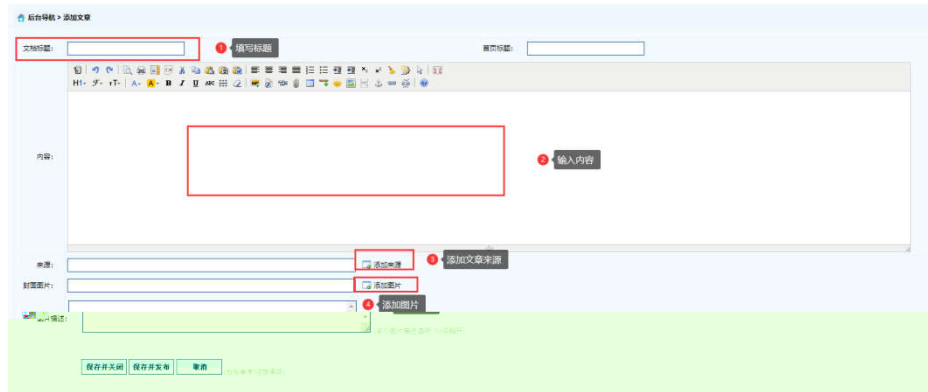 后台导航 > 添加文章
文档标题: 1 填写标题 首页标题:
H1 F T A A B I U ABC
内容: 2 输入内容
来源: 添加来源 3 添加文章来源
封面图片: 添加图片
4 添加图片
描述:
保存并关闭 保存并发布 取消